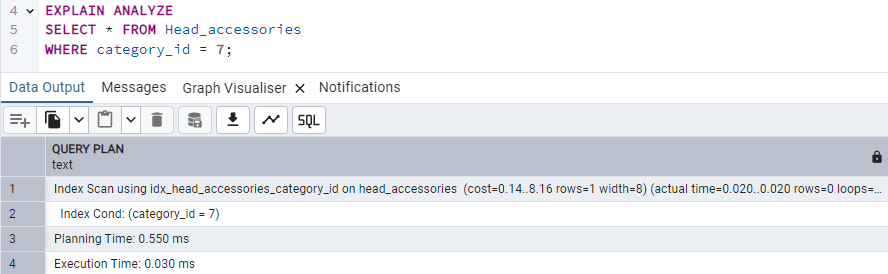 4 EXPLAIN ANALYZE
5 SELECT * FROM Head_accessories
6 WHERE category_id = 7;
Data Output Messages Graph Visualiser Notifications
SQL
QUERY PLAN
text
1 Index Scan using idx_head_accessories_category_id on head_accessories (cost=0.14..8.16 rows=1 width=8) (actual time=0.020..0.020 rows=0 loops=...
2 Index Cond: (category_id = 7)
3 Planning Time: 0.550 ms
4 Execution Time: 0.030 ms